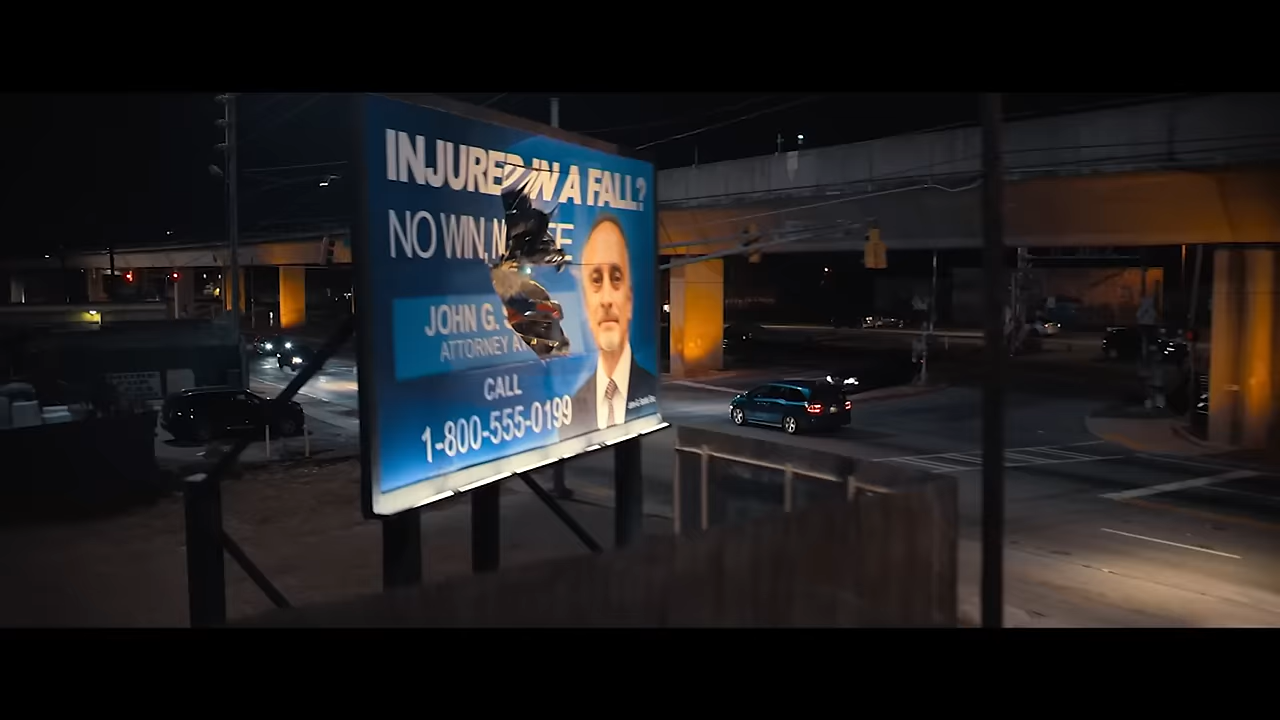 INJURED IN A FALL?
NO WIN, N
JOHN G.
ATTORNEY A
CALL
1-800-555-0199